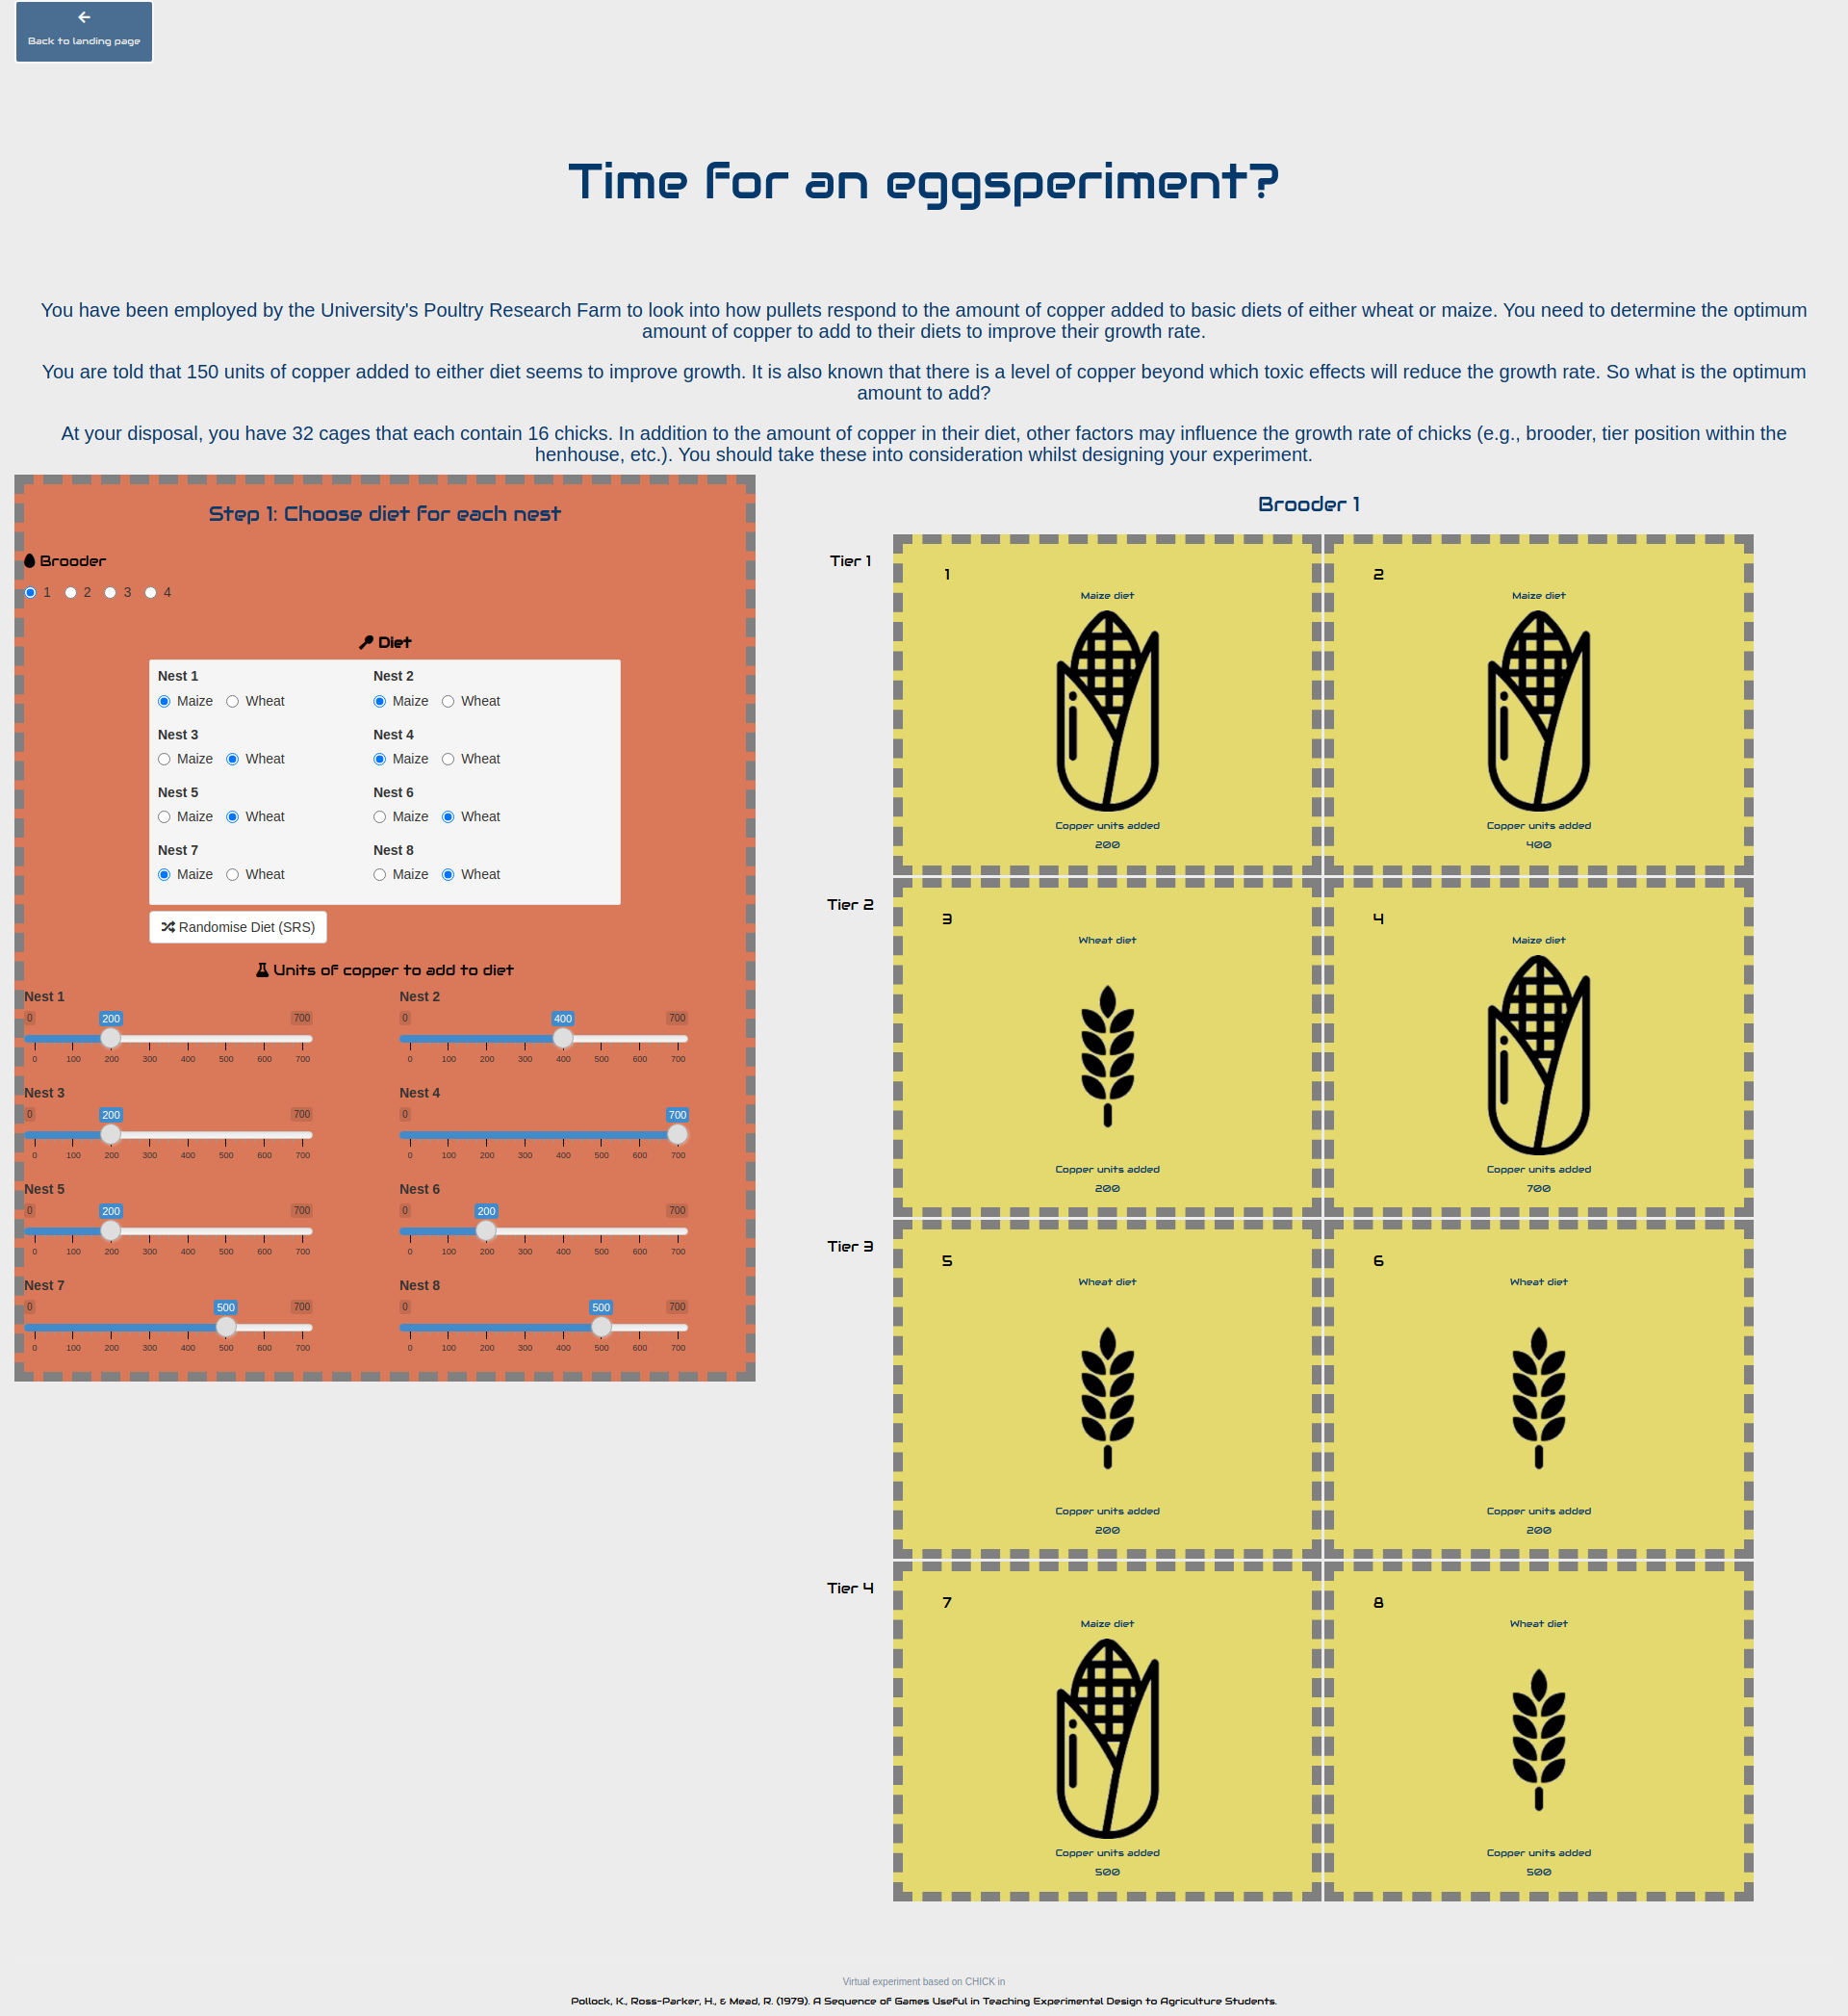 Back to landing page
Time for an eggsperiment?
You have been employed by the University's Poultry Research Farm to look into how pullets respond to the amount of copper added to basic diets of either wheat or maize. You need to determine the optimum
amount of copper to add to their diets to improve their growth rate.
You are told that 150 units of copper added to either diet seems to improve growth. It is also known that there is a level of copper beyond which toxic effects will reduce the growth rate. So what is the optimum
amount to add?
At your disposal, you have 32 cages that each contain 16 chicks. In addition to the amount of copper in their diet, other factors may influence the growth rate of chicks (e.g., brooder, tier position within the
henhouse, etc.). You should take these into consideration whilst designing your experiment.
Step 1: Choose diet for each nest
Brooder
1 2 3 4
Diet
Nest 1 Nest 2
Maize Wheat Maize Wheat
Nest 3 Nest 4
Maize Wheat Maize Wheat
Nest 5 Nest 6
Maize Wheat Maize Wheat
Nest 7 Nest 8
Maize Wheat Maize Wheat
Randomise Diet (SRS)
Units of copper to add to diet
Nest 1 Nest 2
0 200 700 0 400 700
0 100 200 300 400 500 600 700 0 100 200 300 400 500 600 700
Nest 3 Nest 4
0 200 700 0 700
0 100 200 300 400 500 600 700 0 100 200 300 400 500 600 700
Nest 5 Nest 6
0 200 700 0 200 700
0 100 200 300 400 500 600 700 0 100 200 300 400 500 600 700
Nest 7 Nest 8
0 500 700 0 500 700
0 100 200 300 400 500 600 700 0 100 200 300 400 500 600 700
Brooder 1
Tier 1
1 2
Maize diet Maize diet
Copper units added Copper units added
200 400
Tier 2
3 4
Wheat diet Maize diet
Copper units added Copper units added
200 700
Tier 3
5 6
Wheat diet Wheat diet
Copper units added Copper units added
200 200
Tier 4
7 8
Maize diet Wheat diet
Copper units added Copper units added
500 500
Virtual experiment based on CHICK in
Pollock, K., Ross-Parker, H., & Mead, R. (1979). A Sequence of Games Useful in Teaching Experimental Design to Agriculture Students.